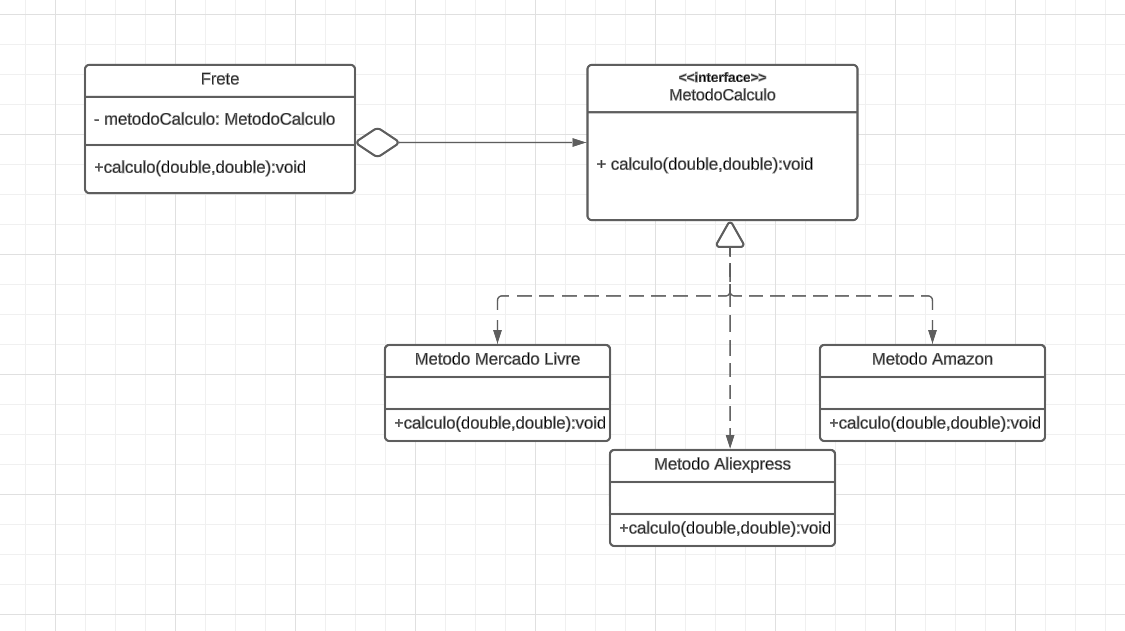 Frete
- metodoCalculo: MetodoCalculo
+calculo(double,double):void
<<interface>>
MetodoCalculo
+ calculo(double,double):void
Metodo Mercado Livre
+calculo(double,double):void
Metodo Amazon
+calculo(double,double):void
Metodo Aliexpress
+calculo(double,double):void